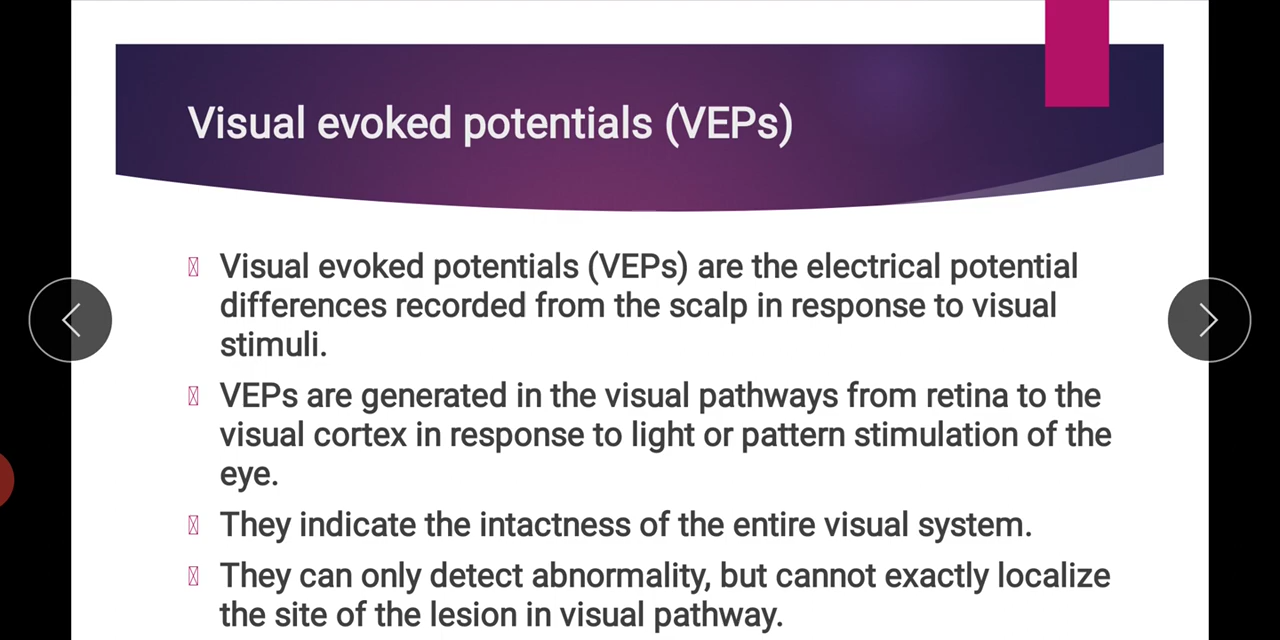 Visual evoked potentials (VEPs)
Visual evoked potentials (VEPs) are the electrical potential
differences recorded from the scalp in response to visual
stimuli.
VEPs are generated in the visual pathways from retina to the
visual cortex in response to light or pattern stimulation of the
eye.
They indicate the intactness of the entire visual system.
They can only detect abnormality, but cannot exactly localize
the site of the lesion in visual pathway.